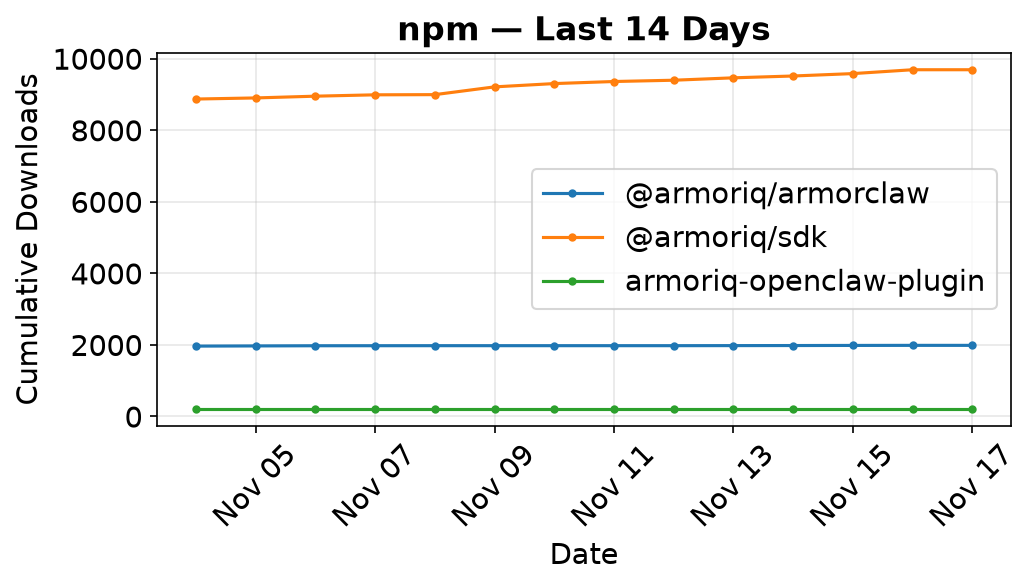 npm — Last 14 Days
Cumulative Downloads
10000
8000
6000
4000
2000
0
@armoriq/armorclaw
@armoriq/sdk
armoriq-openclaw-plugin
Nov 05
Nov 07
Nov 09
Nov 11
Nov 13
Nov 15
Nov 17
Date